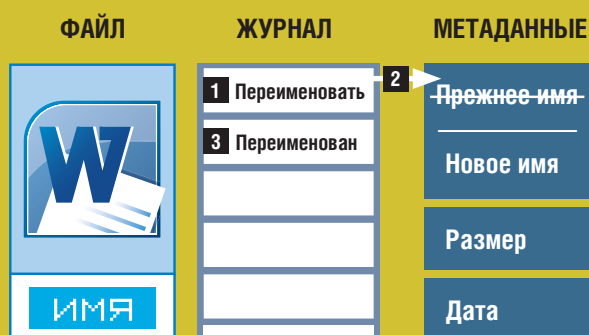 ФАЙЛ
ЖУРНАЛ
МЕТАДАННЫЕ
W
ИМЯ
1 Переименовать
2
3 Переименован
Прежнее имя
Новое имя
Размер
Дата